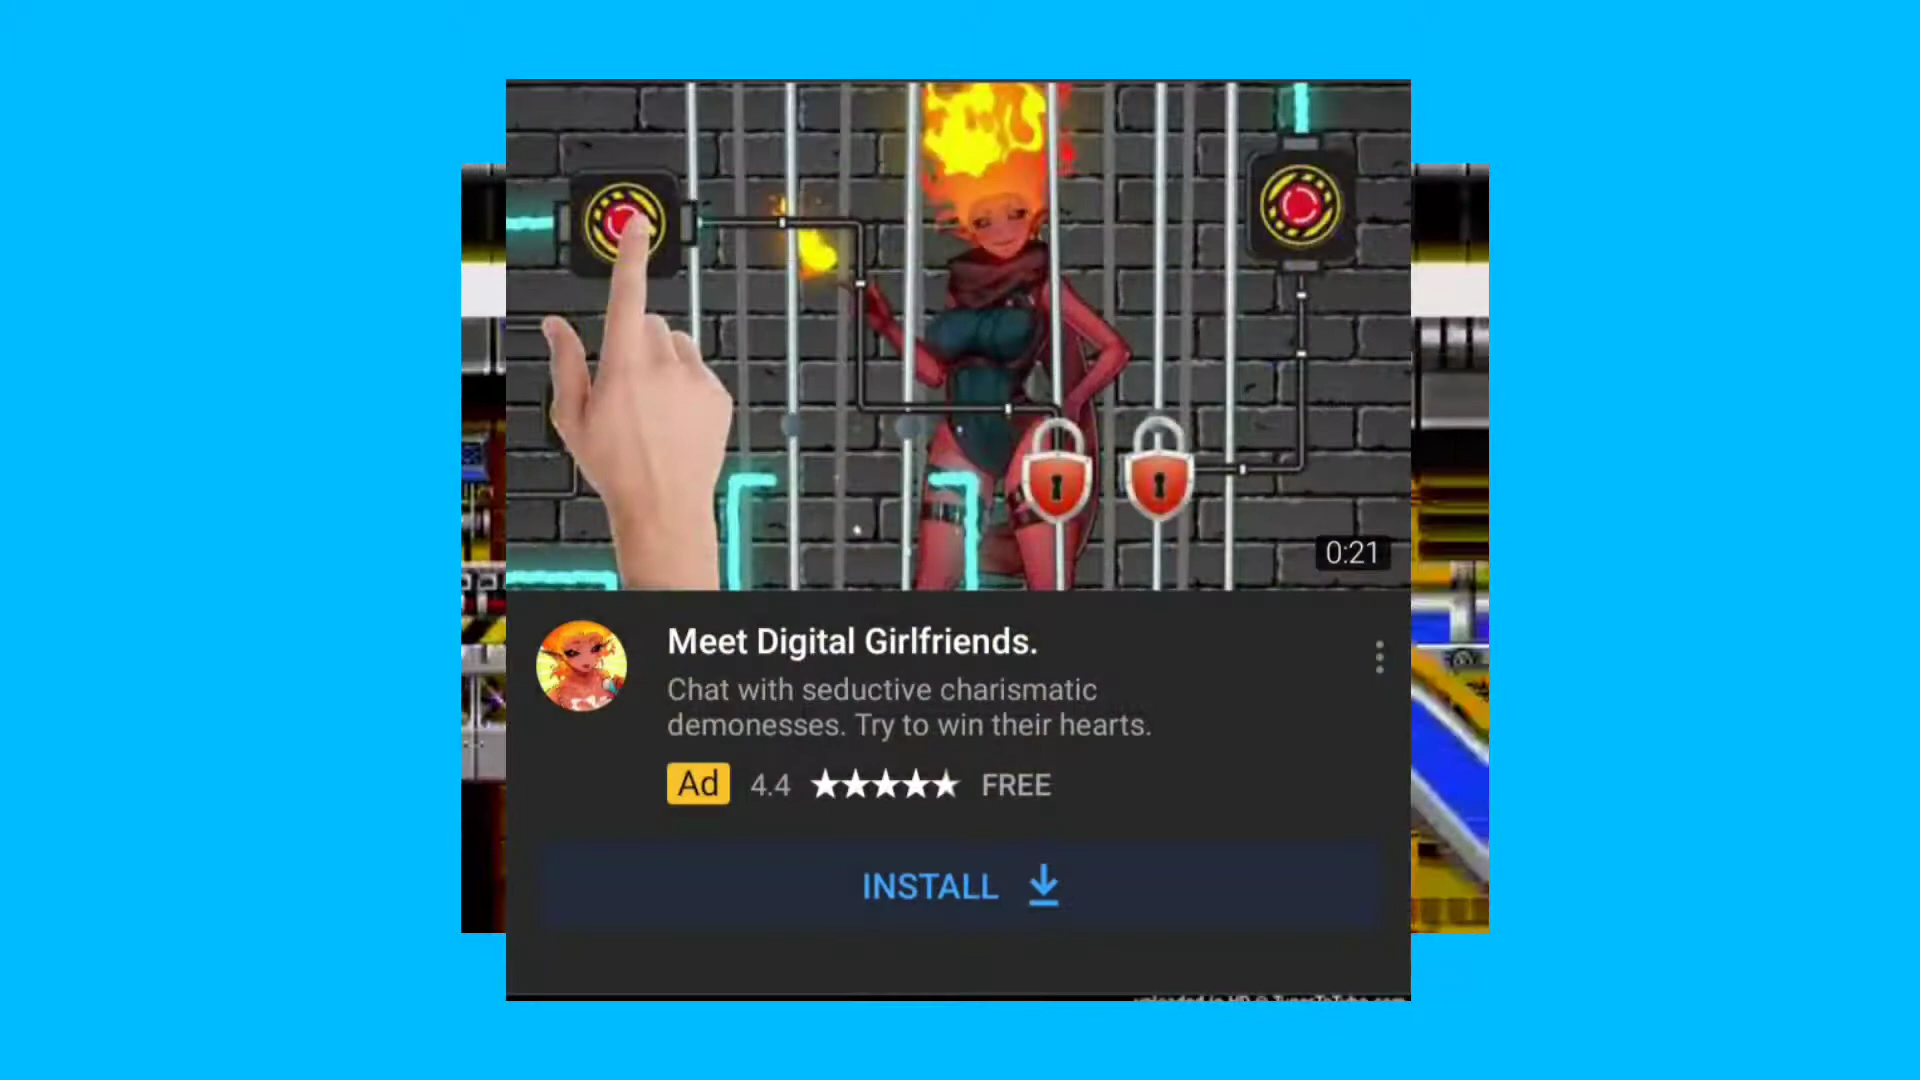 0:21
Meet Digital Girlfriends.
Chat with seductive charismatic
demonesses. Try to win their hearts.
Ad 4.4 FREE
INSTALL